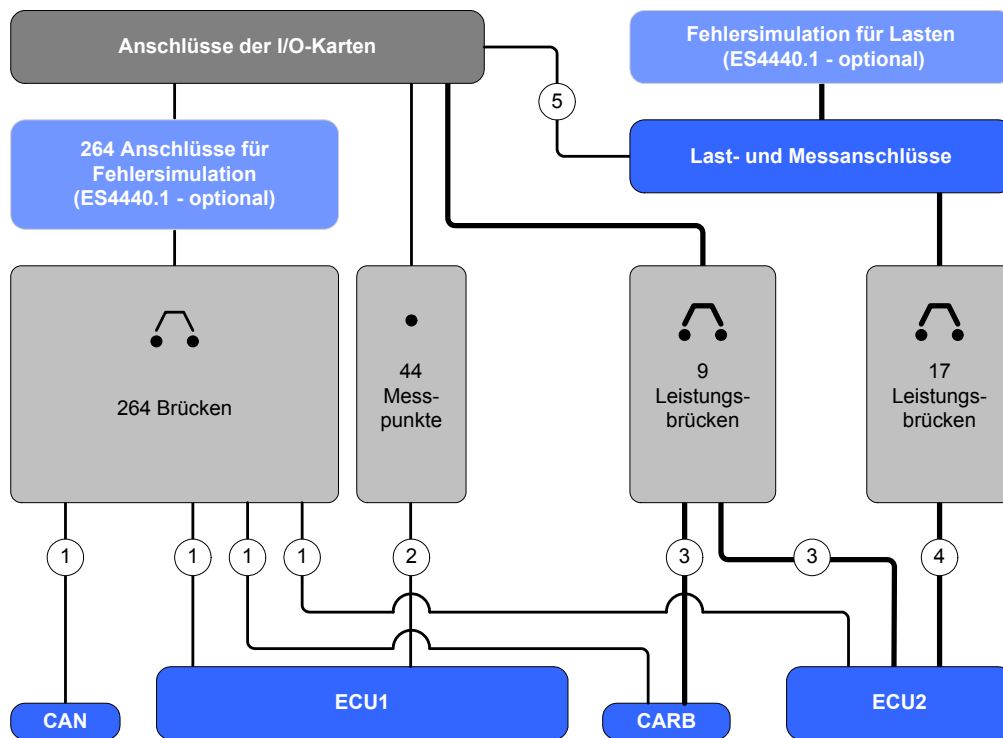 Anschlüsse der I/O-Karten
Fehlersimulation für Lasten
(ES4440.1 - optional)
5
264 Anschlüsse für
Fehlersimulation
(ES4440.1 - optional)
Last- und Messanschlüsse
264 Brücken
44
Mess-
punkte
9
Leistungs-
brücken
17
Leistungs-
brücken
1
1
1
1
2
3
3
4
CAN
ECU1
CARB
ECU2